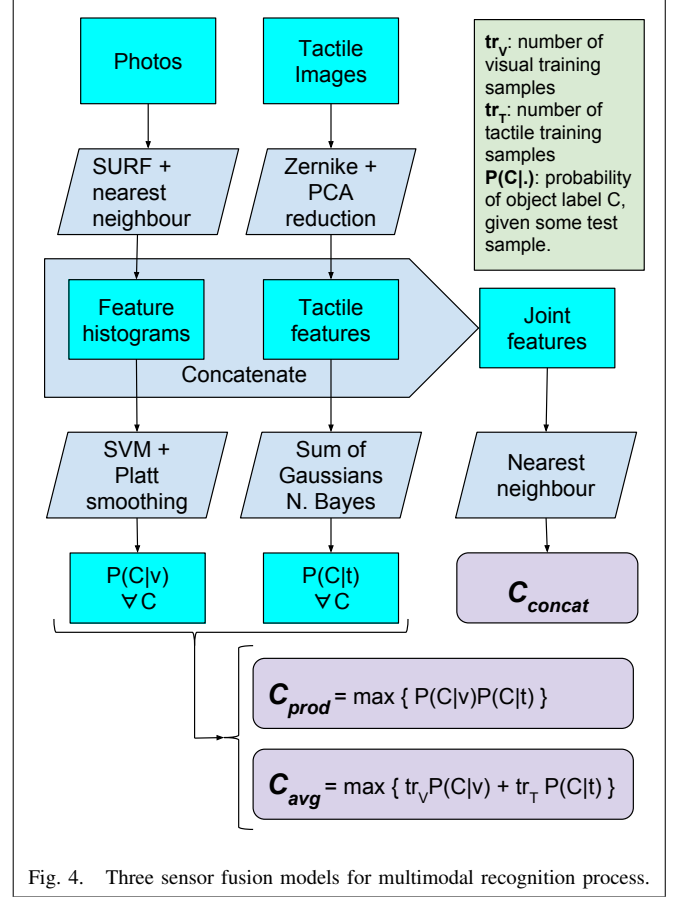 Photos
Tactile
Images
tr_V: number of
visual training
samples
tr_T: number of
tactile training
samples
P(C|.): probability
of object label C,
given some test
sample.
SURF +
nearest
neighbour
Zernike +
PCA
reduction
Feature
histograms
Tactile
features
Joint
features
Concatenate
SVM +
Platt
smoothing
Sum of
Gaussians
N. Bayes
Nearest
neighbour
P(C|v)
∀ C
P(C|t)
∀ C
C_concat
C_prod = max { P(C|v)P(C|t) }
C_avg = max { tr_V P(C|v) + tr_T P(C|t) }
Fig. 4. Three sensor fusion models for multimodal recognition process.